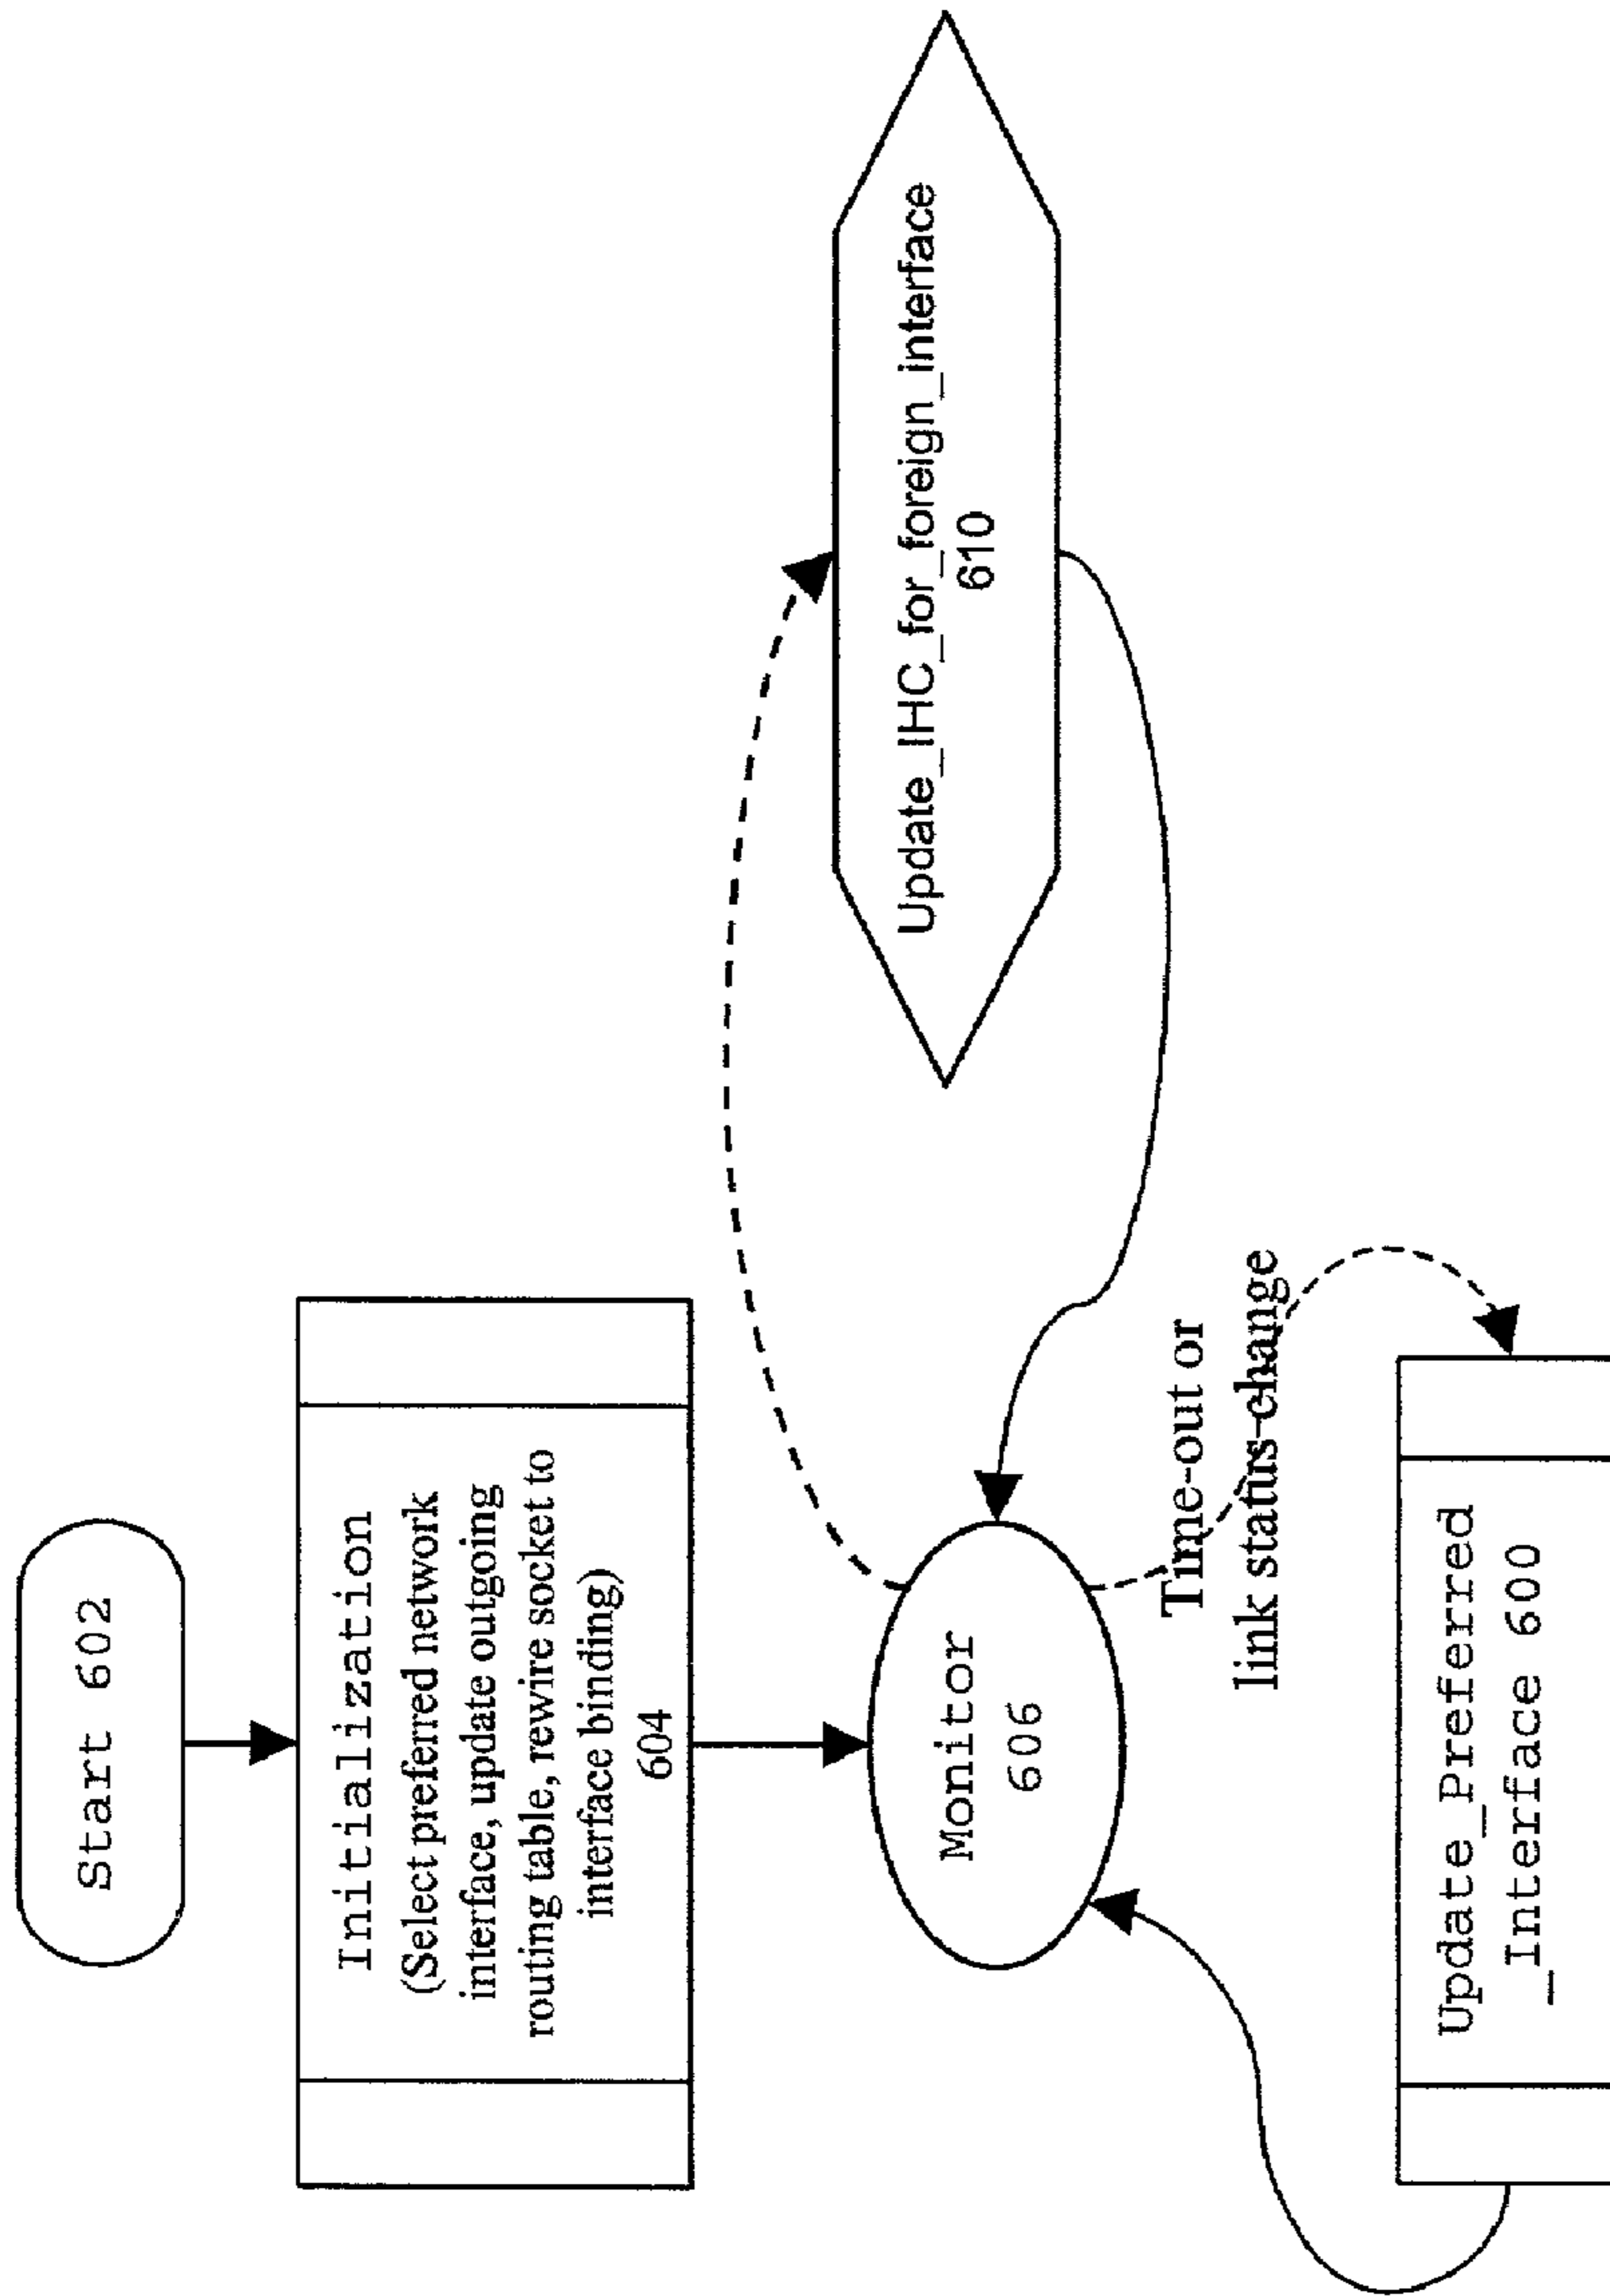 Start 602
Initialization
(Select preferred network
interface, update outgoing
routing table, rewire socket to
interface binding)
604
Monitor
606
Update_IHC_for_foreign_interface
610
Time-out or
link status change
Update_Preferred
_Interface 600